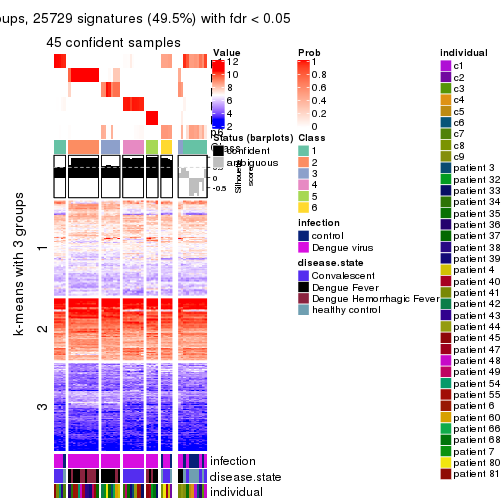 oups, 25729 signatures (49.5%) with fdr < 0.05
45 confident samples
k-means with 3 groups
1
2
3
infection
disease.state
individual
Value
12
10
8
6
4
2
Prob
1
0.8
0.6
0.4
0.2
0
Status (barplots)
confident
ambiguous
Silhouette
score
0
-0.5
Class
1
2
3
4
5
6
infection
control
Dengue virus
disease.state
Convalescent
Dengue Fever
Dengue Hemorrhagic Fever
healthy control
individual
c1
c2
c3
c4
c5
c6
c7
c8
c9
patient 3
patient 32
patient 33
patient 34
patient 35
patient 36
patient 37
patient 38
patient 39
patient 4
patient 40
patient 41
patient 42
patient 43
patient 44
patient 45
patient 47
patient 48
patient 49
patient 54
patient 55
patient 6
patient 60
patient 66
patient 68
patient 7
patient 80
patient 81